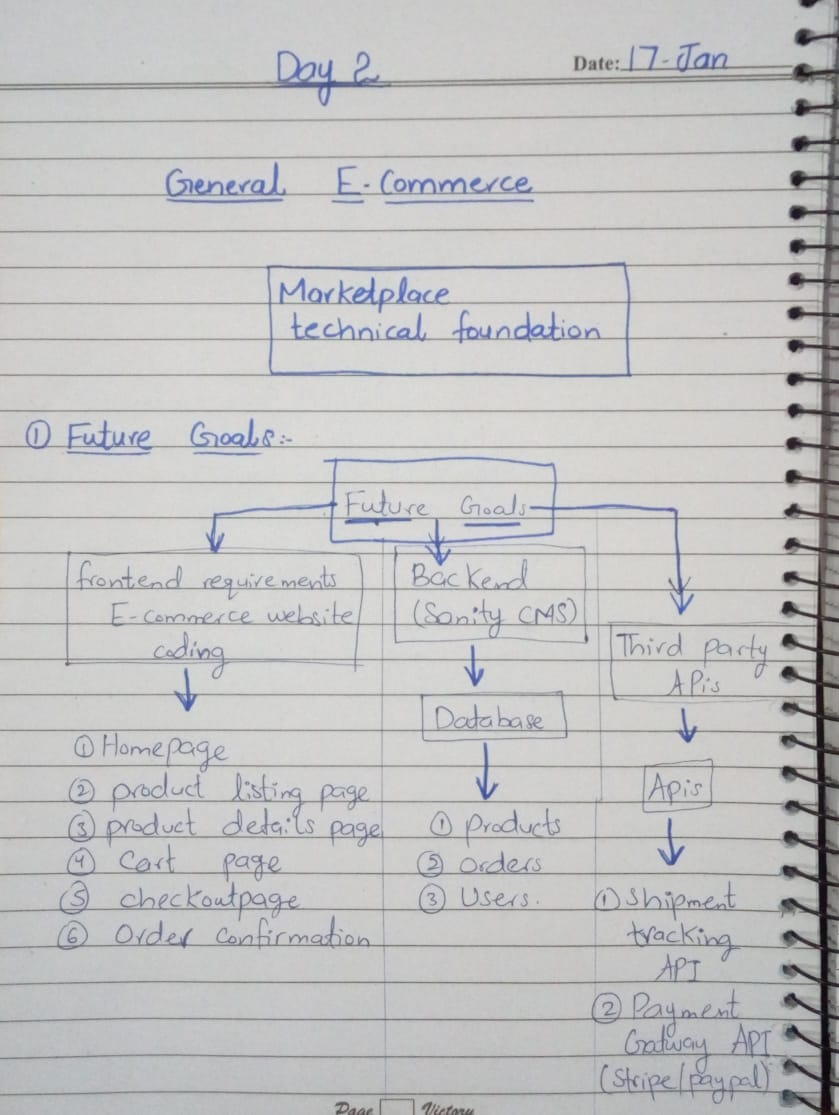 Day 2
Date: 17-Jan
General E-Commerce
Marketplace
technical foundation
① Future Goals:-
Future Goals
frontend requirements
E-commerce website
coding
① Homepage
② product listing page
③ product details page
④ Cart page
⑤ checkoutpage
⑥ Order Confirmation
Backend
(Sanity CMS)
Database
① Products
② Orders
③ Users.
Third party
APis
Apis
① Shipment
tracking
API
② Payment
Gatway API
(Stripe/paypal)
Page Victory